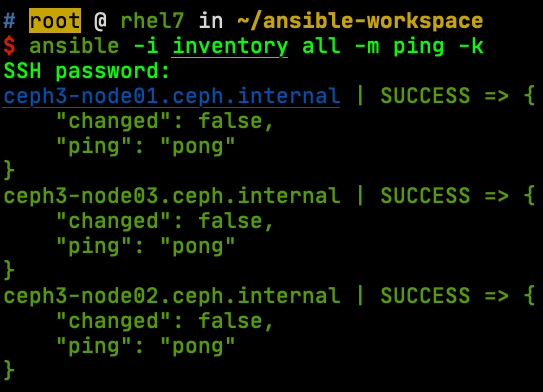 # root @ rhel7 in ~/ansible-workspace
$ ansible -i inventory all -m ping -k
SSH password:
ceph3-node01.ceph.internal | SUCCESS => {
    "changed": false,
    "ping": "pong"
}
ceph3-node03.ceph.internal | SUCCESS => {
    "changed": false,
    "ping": "pong"
}
ceph3-node02.ceph.internal | SUCCESS => {
    "changed": false,
    "ping": "pong"
}